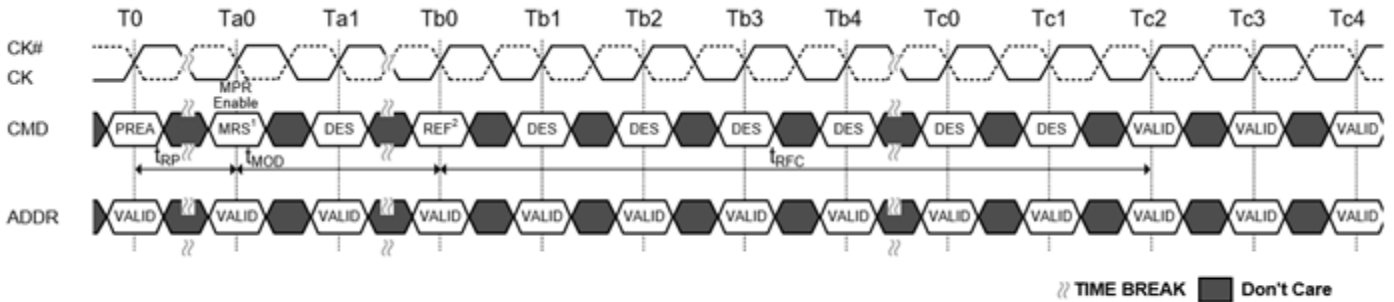 T0 Ta0 Ta1 Tb0 Tb1 Tb2 Tb3 Tb4 Tc0 Tc1 Tc2 Tc3 Tc4
CK#
CK
MPR
Enable
CMD PREA MRS¹ DES REF² DES DES DES DES DES DES VALID VALID VALID
tRP tMOD tRFC
ADDR VALID VALID VALID VALID VALID VALID VALID VALID VALID VALID VALID VALID VALID
TIME BREAK Don't Care